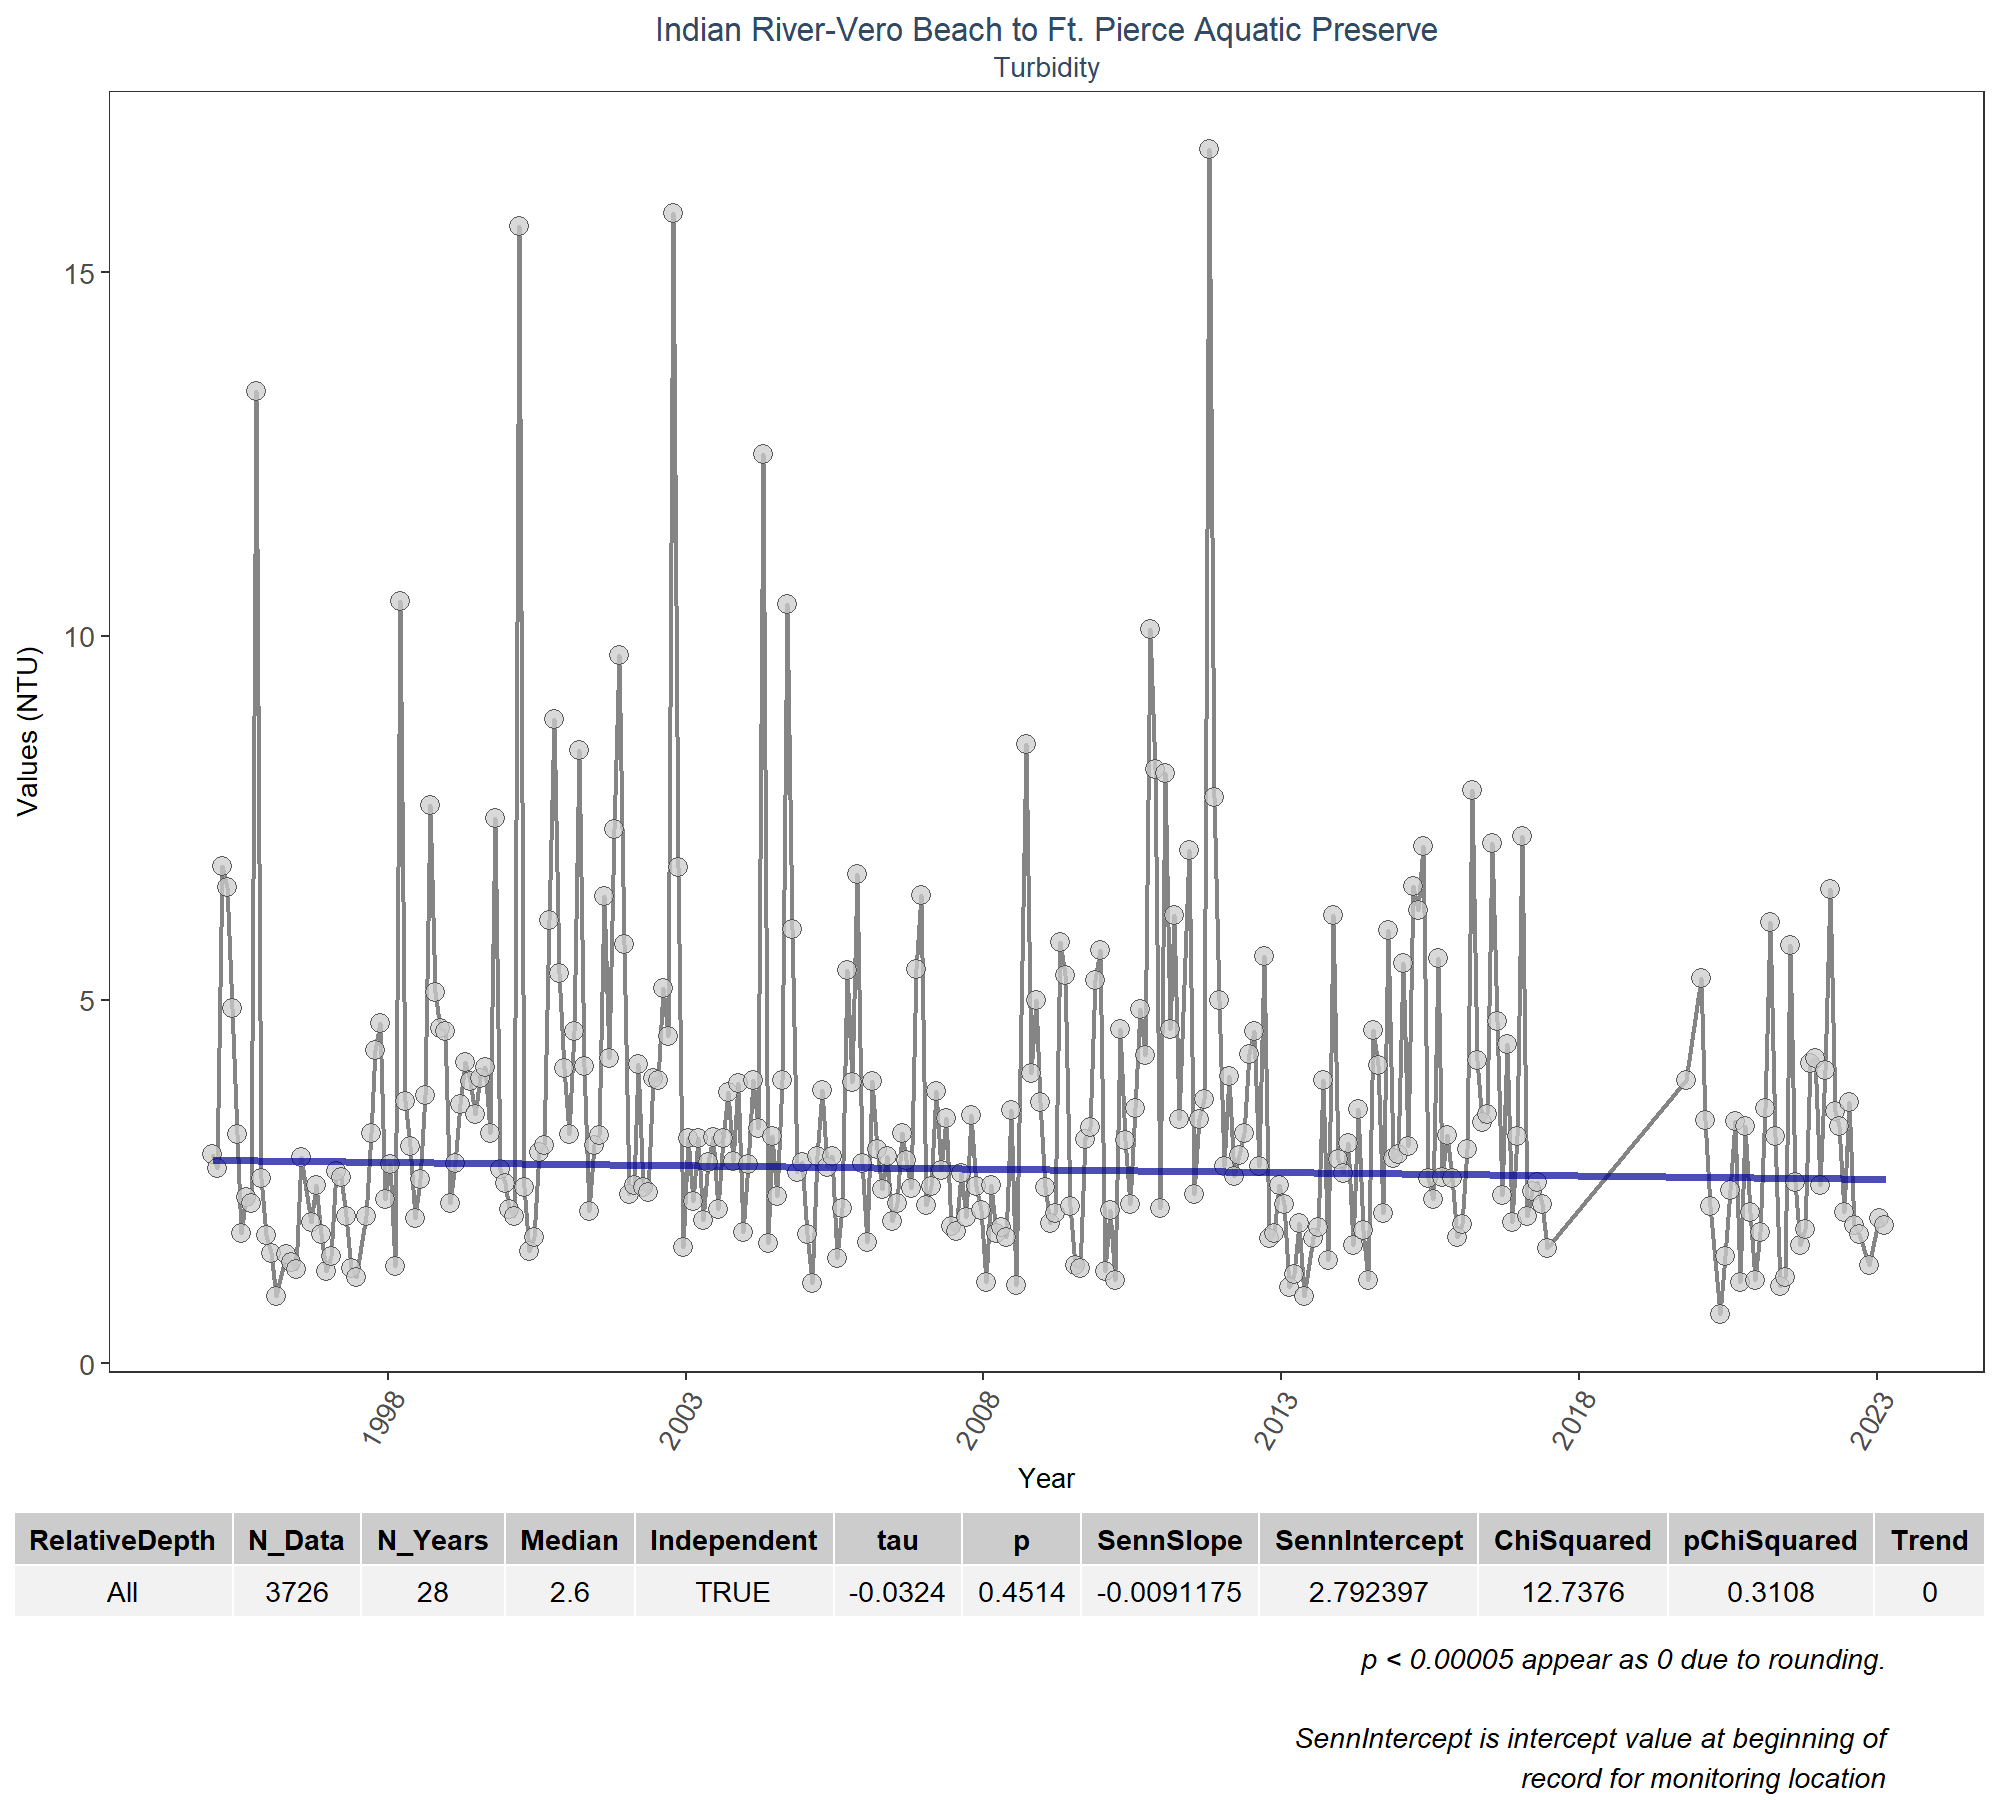 Indian River-Vero Beach to Ft. Pierce Aquatic Preserve
Turbidity
Values (NTU)
15
10
5
0
1998
2003
2008
2013
2018
2023
Year
RelativeDepth N_Data N_Years Median Independent tau p SennSlope SennIntercept ChiSquared pChiSquared Trend
All 3726 28 2.6 TRUE -0.0324 0.4514 -0.0091175 2.792397 12.7376 0.3108 0
p < 0.00005 appear as 0 due to rounding.
SennIntercept is intercept value at beginning of
record for monitoring location